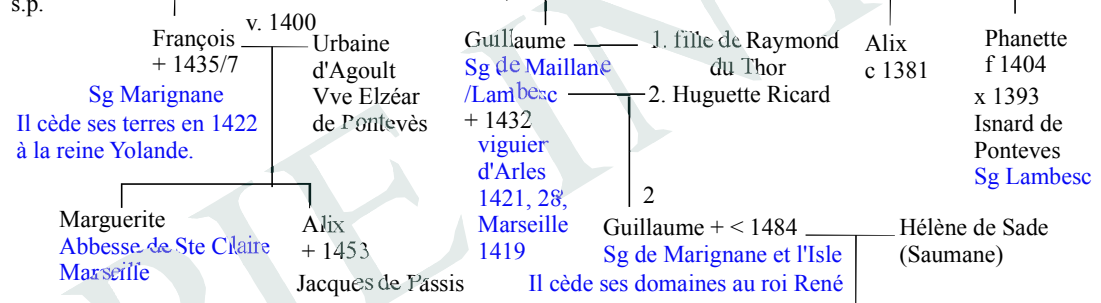 s.p.
v. 1400
François
+ 1435/7
Sg Marignane
Il cède ses terres en 1422
à la reine Yolande.
Urbaine
d'Agoult
Vve Elzéar
de Pontevès
Guillaume
Sg de Maillane
/Lambesc
+ 1432
viguier
d'Arles
1421, 28,
Marseille
1419
1. fille de Raymond
du Thor
2. Huguette Ricard
Alix
c 1381
Phanette
f 1404
x 1393
Isnard de
Ponteves
Sg Lambesc
Marguerite
Abbesse de Ste Claire
Marseille
Alix
+ 1453
Jacques de Passis
2
Guillaume + < 1484
Sg de Marignane et l'Isle
Il cède ses domaines au roi René
Hélène de Sade
(Saumane)